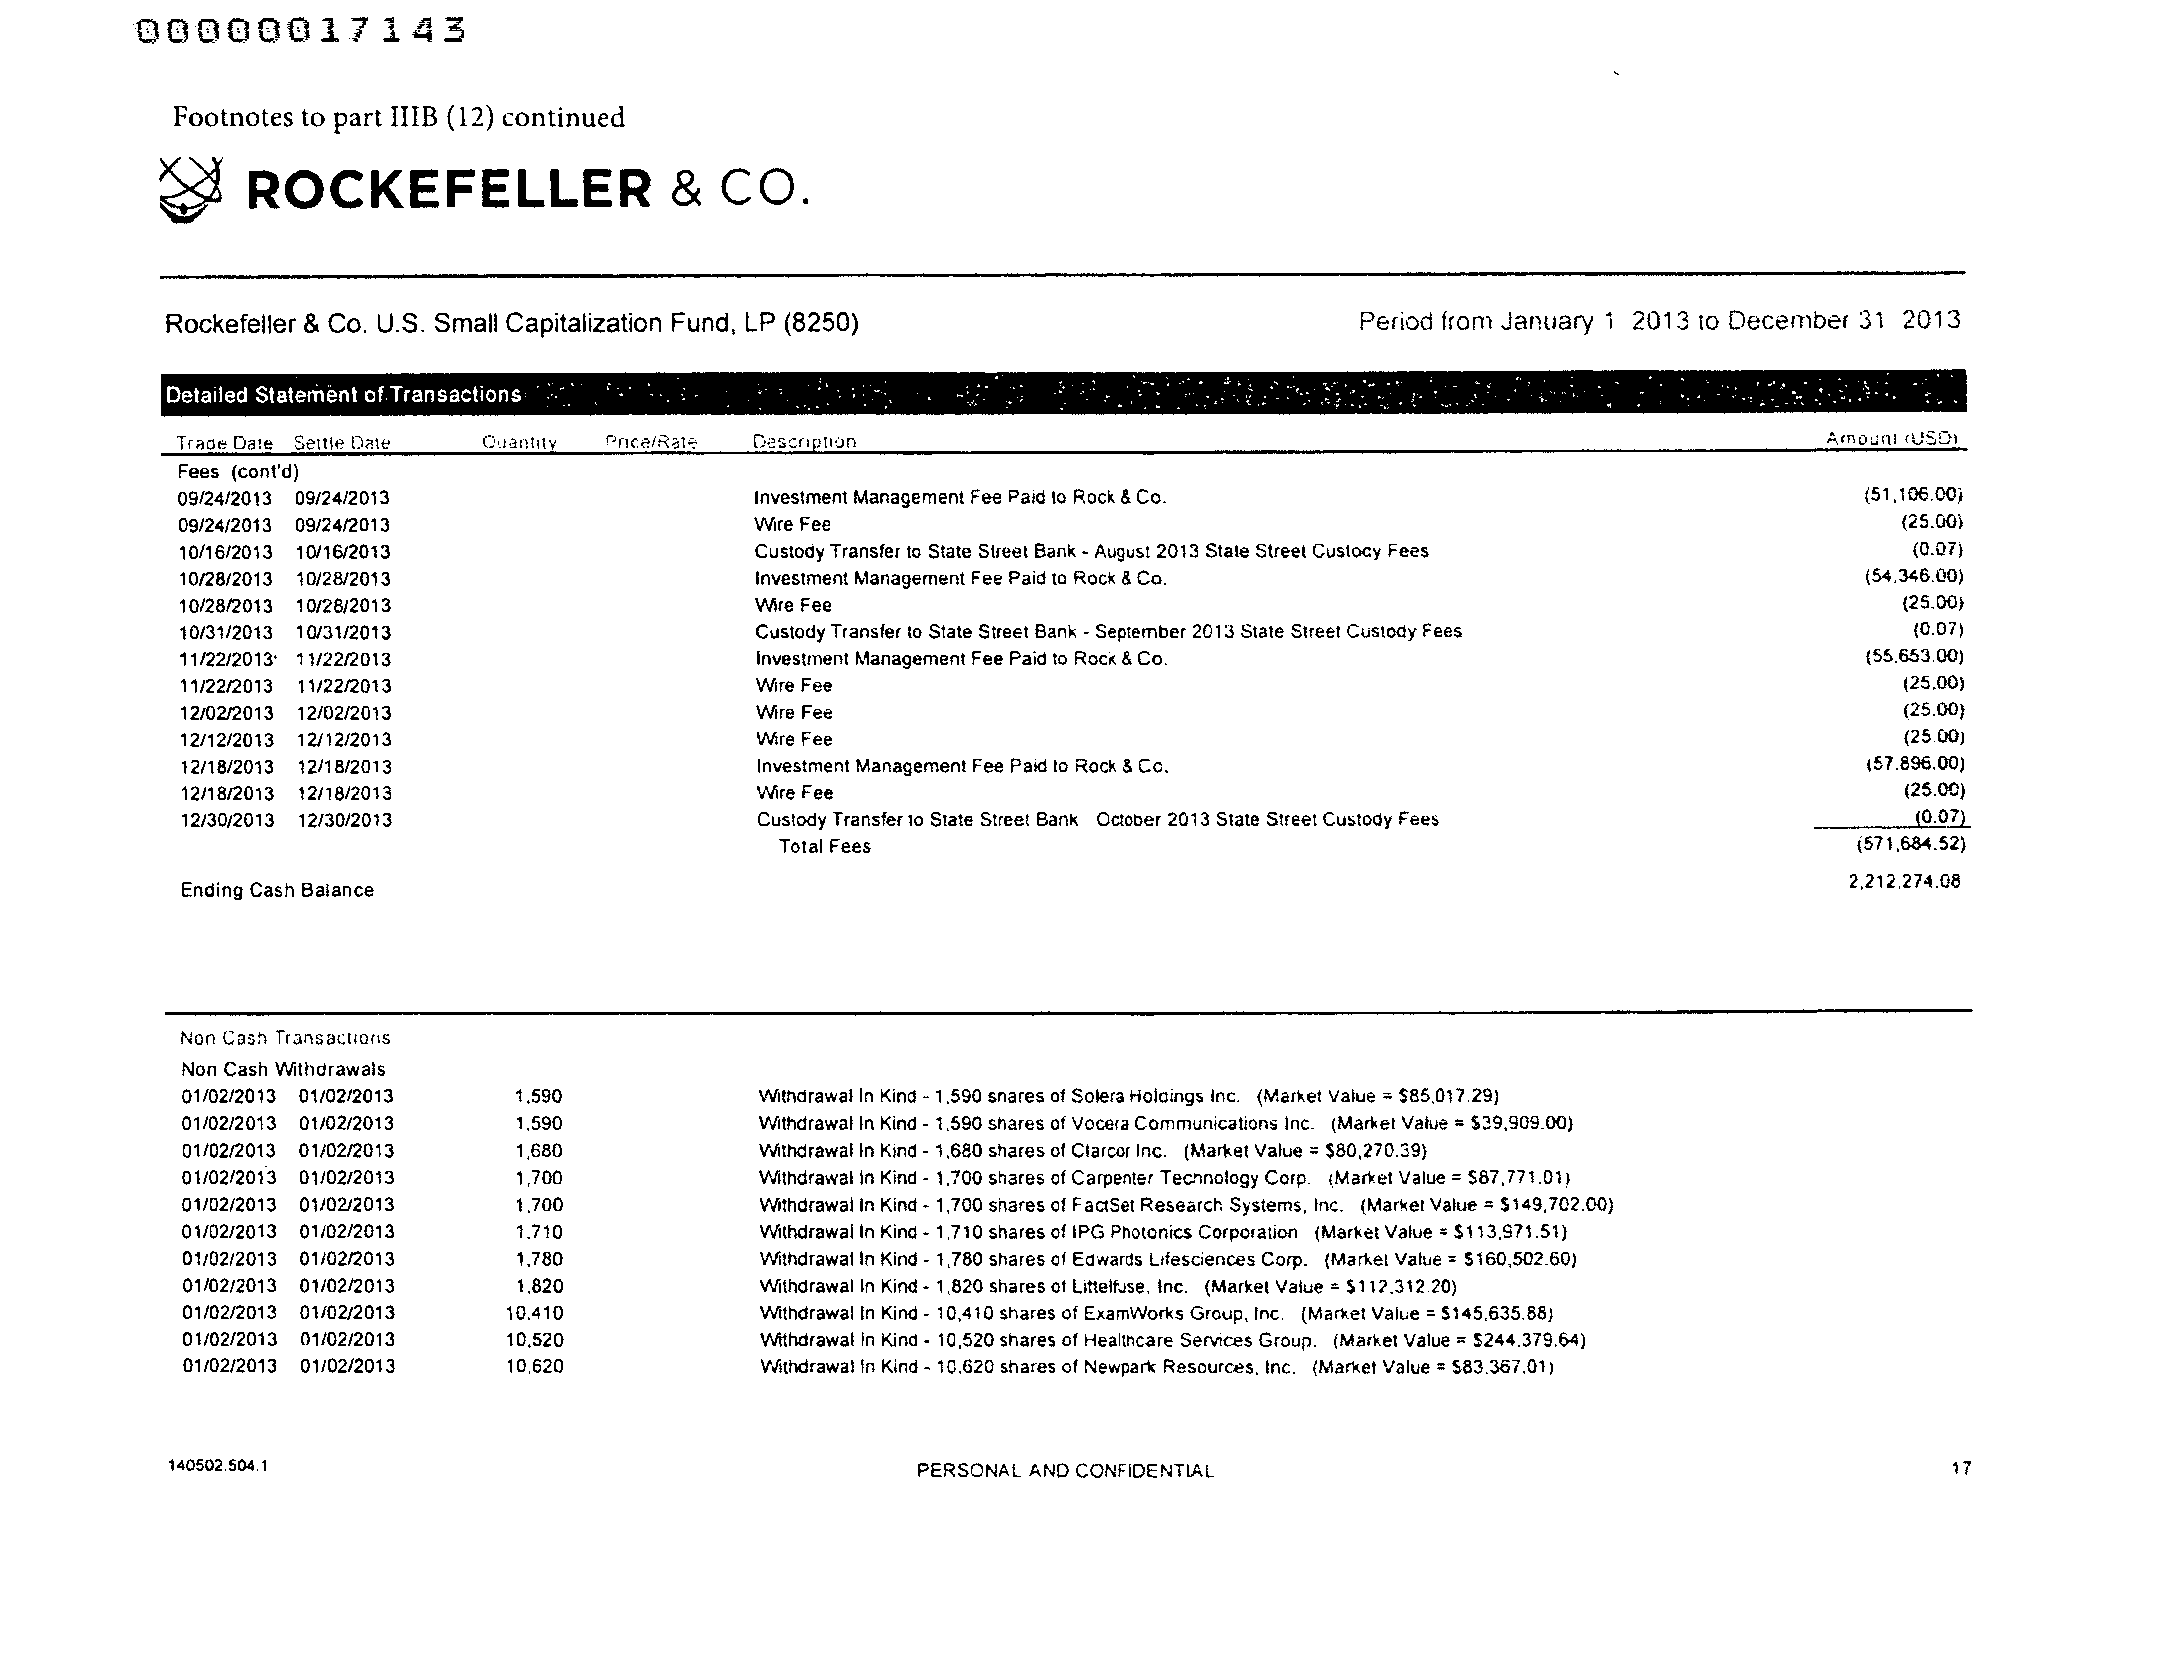 00000017143
Footnotes to part IIIB (12) continued
ROCKEFELLER & CO.
Rockefeller & Co. U.S. Small Capitalization Fund, LP (8250) Period from January 1 2013 to December 31 2013
Detailed Statement of Transactions
Trade Date Settle Date Quantity Price/Rate Description Amount (USD)
Fees (cont'd)
09/24/2013 09/24/2013 Investment Management Fee Paid to Rock & Co. (51,106.00)
09/24/2013 09/24/2013 Wire Fee (25.00)
10/16/2013 10/16/2013 Custody Transfer to State Street Bank - August 2013 State Street Custody Fees (0.07)
10/28/2013 10/28/2013 Investment Management Fee Paid to Rock & Co. (54,346.00)
10/28/2013 10/28/2013 Wire Fee (25.00)
10/31/2013 10/31/2013 Custody Transfer to State Street Bank - September 2013 State Street Custody Fees (0.07)
11/22/2013 11/22/2013 Investment Management Fee Paid to Rock & Co. (55,653.00)
11/22/2013 11/22/2013 Wire Fee (25.00)
12/02/2013 12/02/2013 Wire Fee (25.00)
12/12/2013 12/12/2013 Wire Fee (25.00)
12/18/2013 12/18/2013 Investment Management Fee Paid to Rock & Co. (57,896.00)
12/18/2013 12/18/2013 Wire Fee (25.00)
12/30/2013 12/30/2013 Custody Transfer to State Street Bank October 2013 State Street Custody Fees (0.07)
Total Fees (571,684.52)
Ending Cash Balance 2,212,274.08
Non Cash Transactions
Non Cash Withdrawals
01/02/2013 01/02/2013 1,590 Withdrawal In Kind - 1,590 shares of Solera Holdings Inc. (Market Value = $85,017.29)
01/02/2013 01/02/2013 1,590 Withdrawal In Kind - 1,590 shares of Vocera Communications Inc. (Market Value = $39,909.00)
01/02/2013 01/02/2013 1,680 Withdrawal In Kind - 1,680 shares of Clarcor Inc. (Market Value = $80,270.39)
01/02/2013 01/02/2013 1,700 Withdrawal In Kind - 1,700 shares of Carpenter Technology Corp. (Market Value = $87,771.01)
01/02/2013 01/02/2013 1,700 Withdrawal In Kind - 1,700 shares of FactSet Research Systems, Inc. (Market Value = $149,702.00)
01/02/2013 01/02/2013 1,710 Withdrawal In Kind - 1,710 shares of IPG Photonics Corporation (Market Value = $113,971.51)
01/02/2013 01/02/2013 1,780 Withdrawal In Kind - 1,780 shares of Edwards Lifesciences Corp. (Market Value = $160,502.60)
01/02/2013 01/02/2013 1,820 Withdrawal In Kind - 1,820 shares of Littelfuse, Inc. (Market Value = $112,312.20)
01/02/2013 01/02/2013 10,410 Withdrawal In Kind - 10,410 shares of ExamWorks Group, Inc. (Market Value = $145,635.88)
01/02/2013 01/02/2013 10,520 Withdrawal In Kind - 10,520 shares of Healthcare Services Group. (Market Value = $244,379.64)
01/02/2013 01/02/2013 10,620 Withdrawal In Kind - 10,620 shares of Newpark Resources, Inc. (Market Value = $83,367.01)
140502.504.1 PERSONAL AND CONFIDENTIAL 17